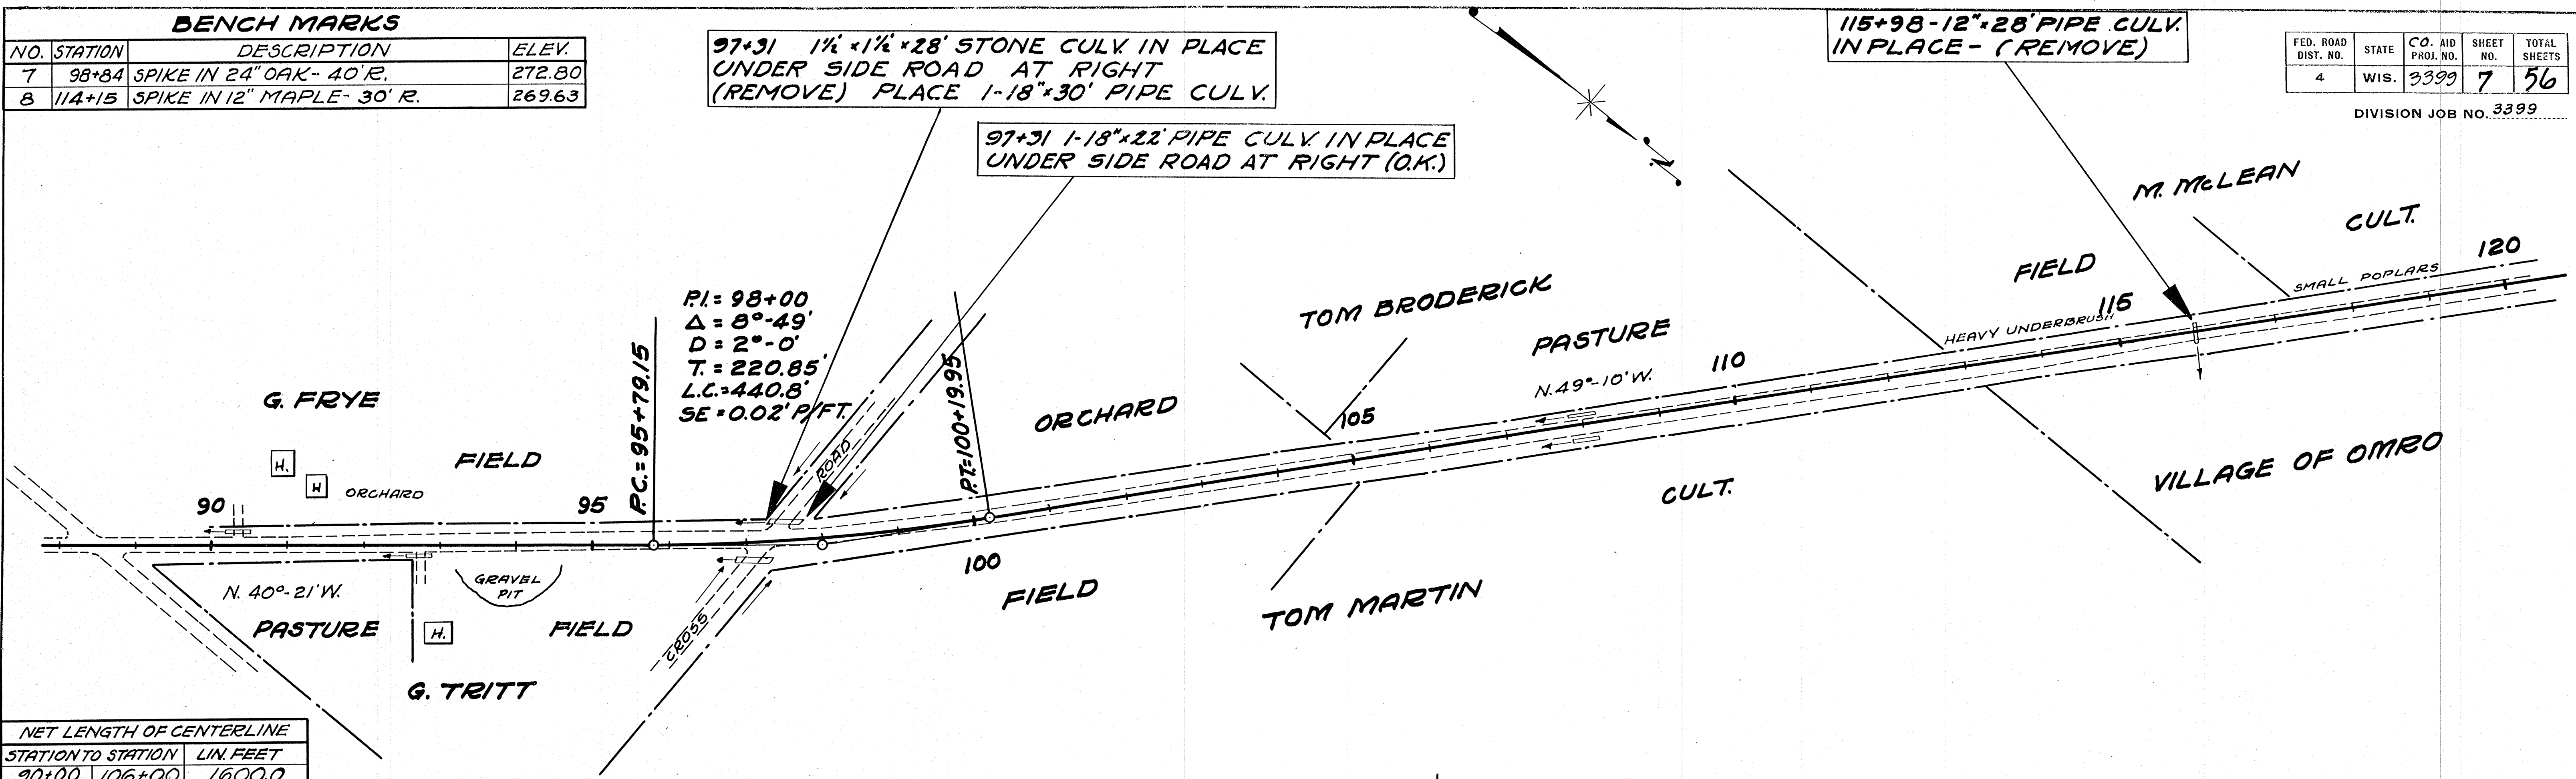 BENCH MARKS
NO. STATION DESCRIPTION ELEV.
7 98+84 SPIKE IN 24" OAK - 40' R. 272.80
8 114+15 SPIKE IN 12" MAPLE - 30' R. 269.63
97+31 1½' x 1½' x 28' STONE CULV. IN PLACE
UNDER SIDE ROAD AT RIGHT
(REMOVE) PLACE 1-18"x30' PIPE CULV.
97+31 1-18"x22' PIPE CULV. IN PLACE
UNDER SIDE ROAD AT RIGHT (O.K.)
N
115+98-12"x28' PIPE CULV.
IN PLACE - (REMOVE)
FED. ROAD DIST. NO. STATE CO. AID PROJ. NO. SHEET NO. TOTAL SHEETS
4 WIS. 3399 7 56
DIVISION JOB NO. 3399
M. McLEAN
CULT.
120
SMALL POPLARS
FIELD
115
HEAVY UNDERBRUSH
TOM BRODERICK
PASTURE
110
N. 49°-10' W.
P.I. = 98+00
Δ = 8°-49'
D = 2°-0'
T. = 220.85'
L.C. = 440.8'
SE = 0.02' P/FT.
P.C. = 95+79.15
P.T. = 100+19.95
ROAD
ORCHARD
105
G. FRYE
H.
H
FIELD
ORCHARD
90
95
100
CULT.
VILLAGE OF OMRO
GRAVEL
PIT
N. 40°-21' W.
PASTURE
H.
FIELD
CROSS
FIELD
TOM MARTIN
G. TRITT
NET LENGTH OF CENTERLINE
STATION TO STATION LIN. FEET
90+00 106+00 1600.0